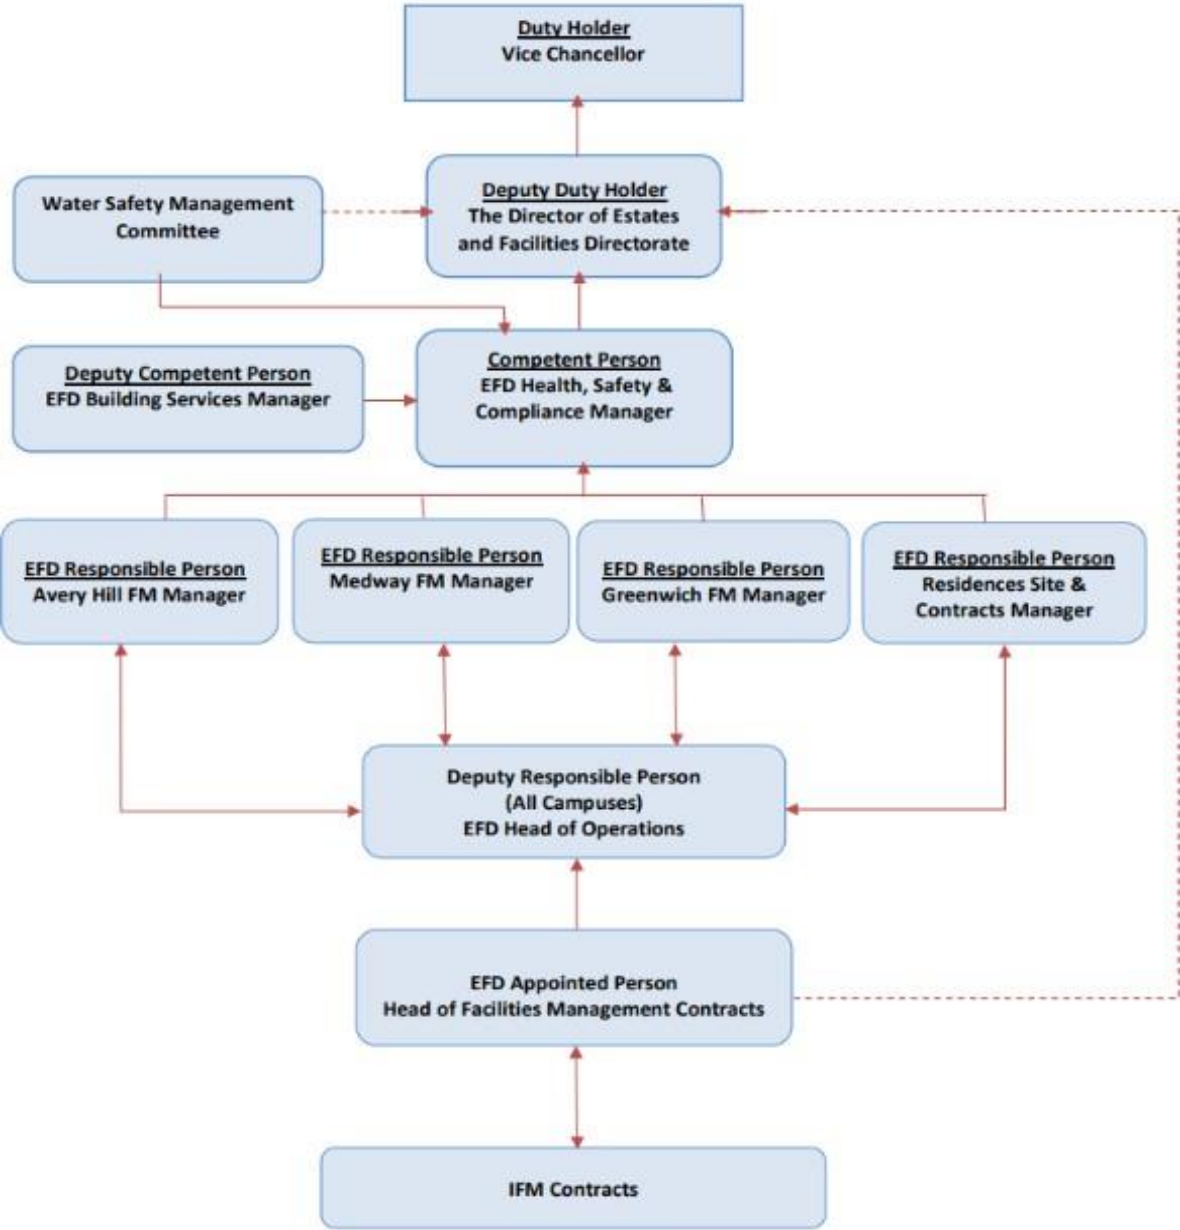 Duty Holder
Vice Chancellor
Water Safety Management
Committee
Deputy Duty Holder
The Director of Estates
and Facilities Directorate
Deputy Competent Person
EFD Building Services Manager
Competent Person
EFD Health, Safety &
Compliance Manager
EFD Responsible Person
Avery Hill FM Manager
EFD Responsible Person
Medway FM Manager
EFD Responsible Person
Greenwich FM Manager
EFD Responsible Person
Residences Site &
Contracts Manager
Deputy Responsible Person
(All Campuses)
EFD Head of Operations
EFD Appointed Person
Head of Facilities Management Contracts
IFM Contracts